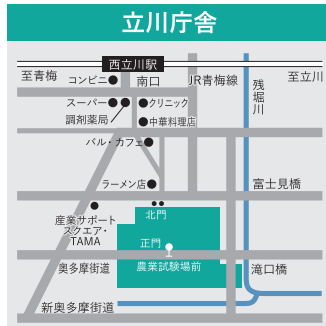 立川庁舎
西立川駅
至青梅
コンビニ
南口
JR青梅線
残堀川
至立川
スーパー
クリニック
調剤薬局
中華料理店
バル・カフェ
ラーメン店
富士見橋
産業サポート
スクエア・
TAMA
北門
正門
農業試験場前
奥多摩街道
滝口橋
新奥多摩街道